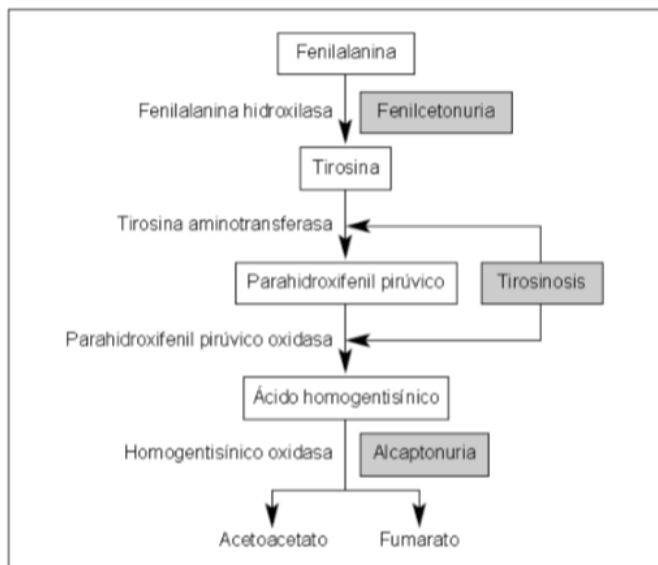 Fenilalanina
Fenilalanina hidroxilasa
Fenilcetonuria
Tirosina
Tirosina aminotransferasa
Parahidroxifenil pirúvico
Tirosinosis
Parahidroxifenil pirúvico oxidasa
Ácido homogentisínico
Homogentisínico oxidasa
Alcaptonuria
Acetoacetato
Fumarato